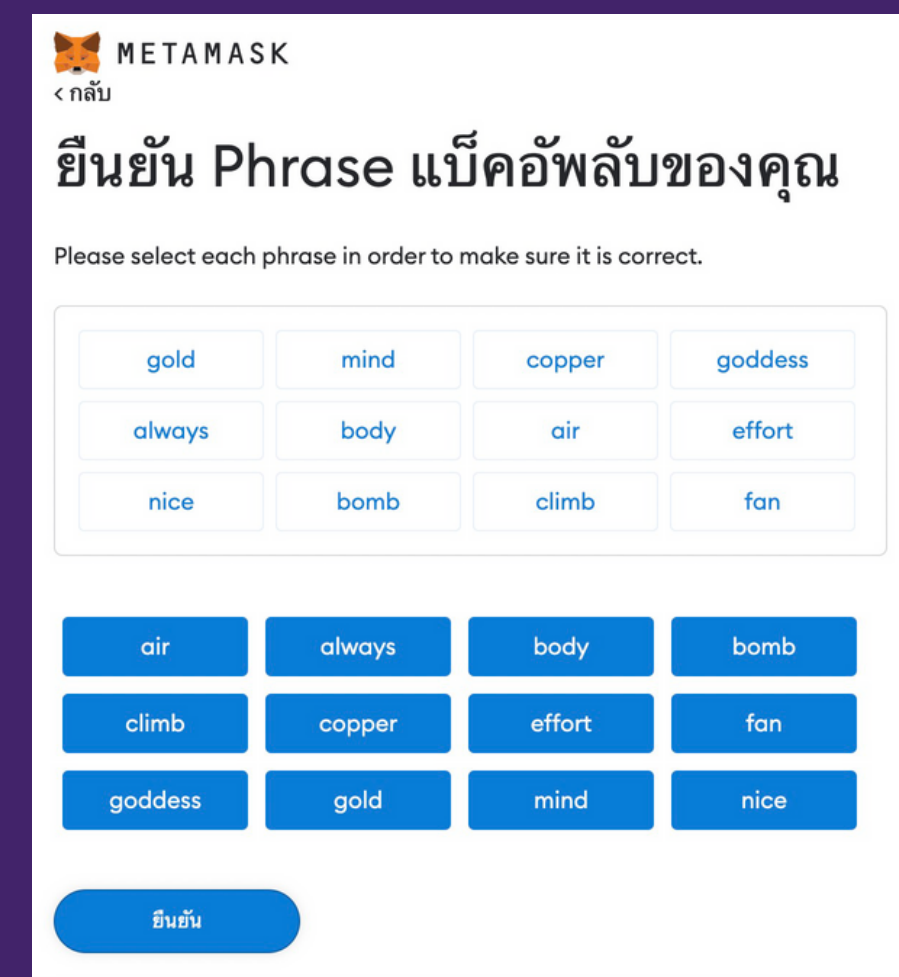 METAMASK
< กลับ
ยืนยัน Phrase แบ็คอัพลับของคุณ
Please select each phrase in order to make sure it is correct.
gold mind copper goddess
always body air effort
nice bomb climb fan
air always body bomb
climb copper effort fan
goddess gold mind nice
ยืนยัน